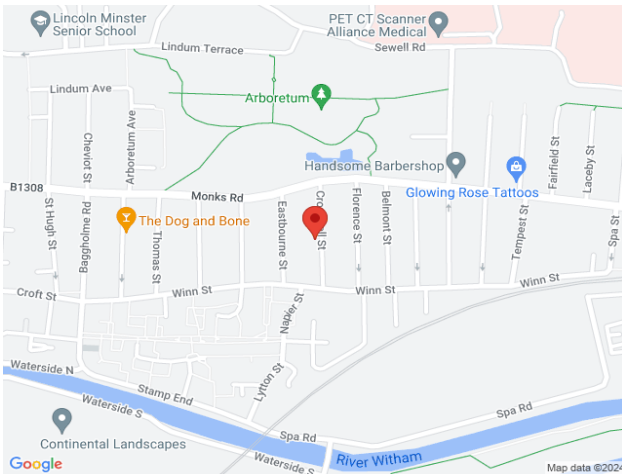 Lincoln Minster
Senior School
PET CT Scanner
Alliance Medical
Lindum Terrace
Sewell Rd
Lindum Ave
Arboretum
Cheviot St
Arboretum Ave
Fairfield St
Laceby St
Handsome Barbershop
B1308
Monks Rd
Glowing Rose Tattoos
St Hugh St
Baggholme Rd
The Dog and Bone
Thomas St
Eastbourne St
Florence St
Belmont St
Tempest St
Spa St
Croft St
Winn St
Winn St
Napier St
Lytton St
Waterside N
Stamp End
Waterside S
Spa Rd
Continental Landscapes
Spa Rd
River Witham
Waterside S
Google
Map data ©202